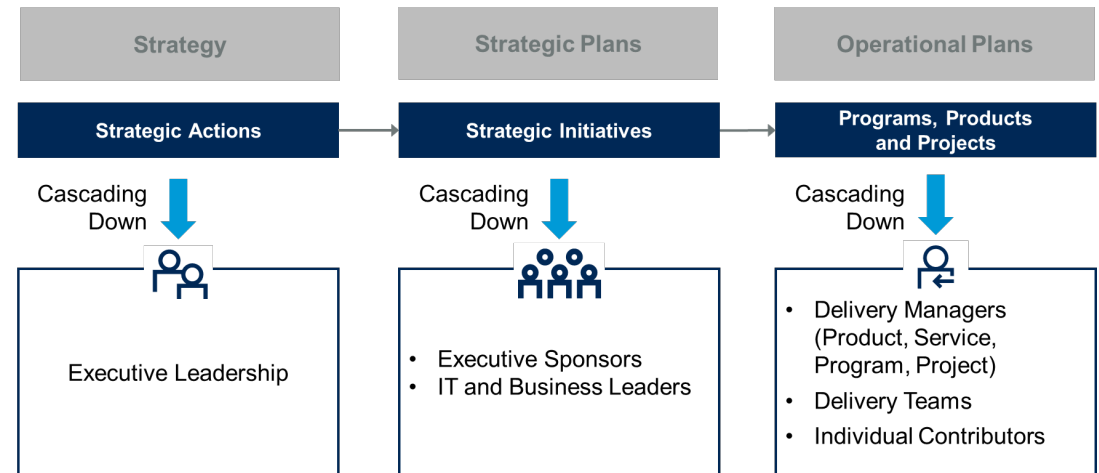 Strategy
Strategic Plans
Operational Plans
Strategic Actions
Strategic Initiatives
Programs, Products
and Projects
Cascading
Down
Cascading
Down
Cascading
Down
Executive Leadership
• Executive Sponsors
• IT and Business Leaders
• Delivery Managers
(Product, Service,
Program, Project)
• Delivery Teams
• Individual Contributors